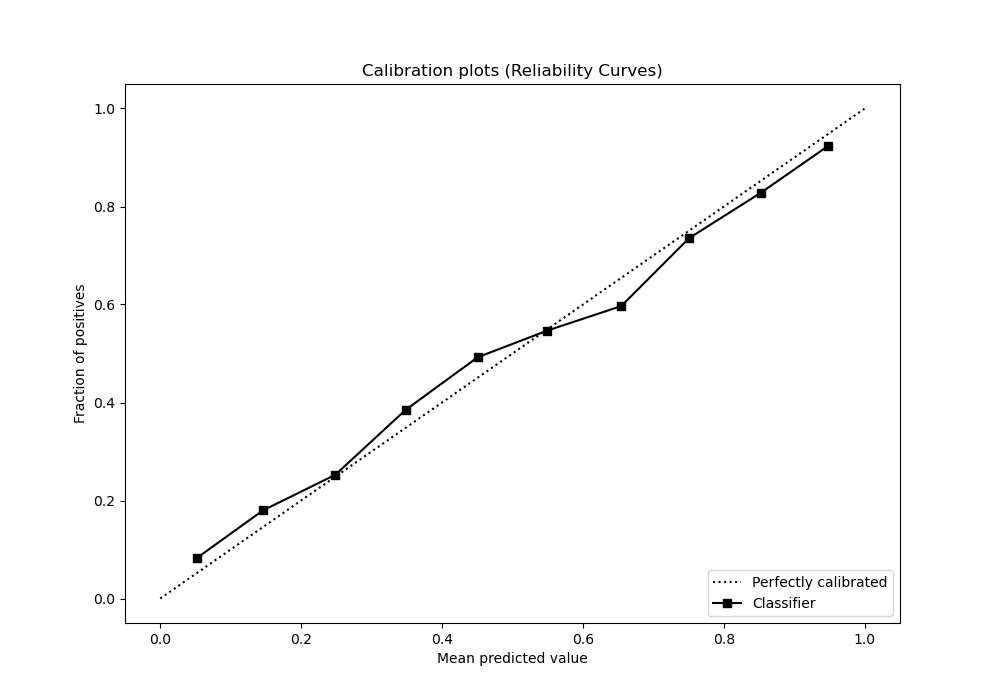 Calibration plots (Reliability Curves)
Fraction of positives
1.0
0.8
0.6
0.4
0.2
0.0
Perfectly calibrated
Classifier
0.0 0.2 0.4 0.6 0.8 1.0
Mean predicted value